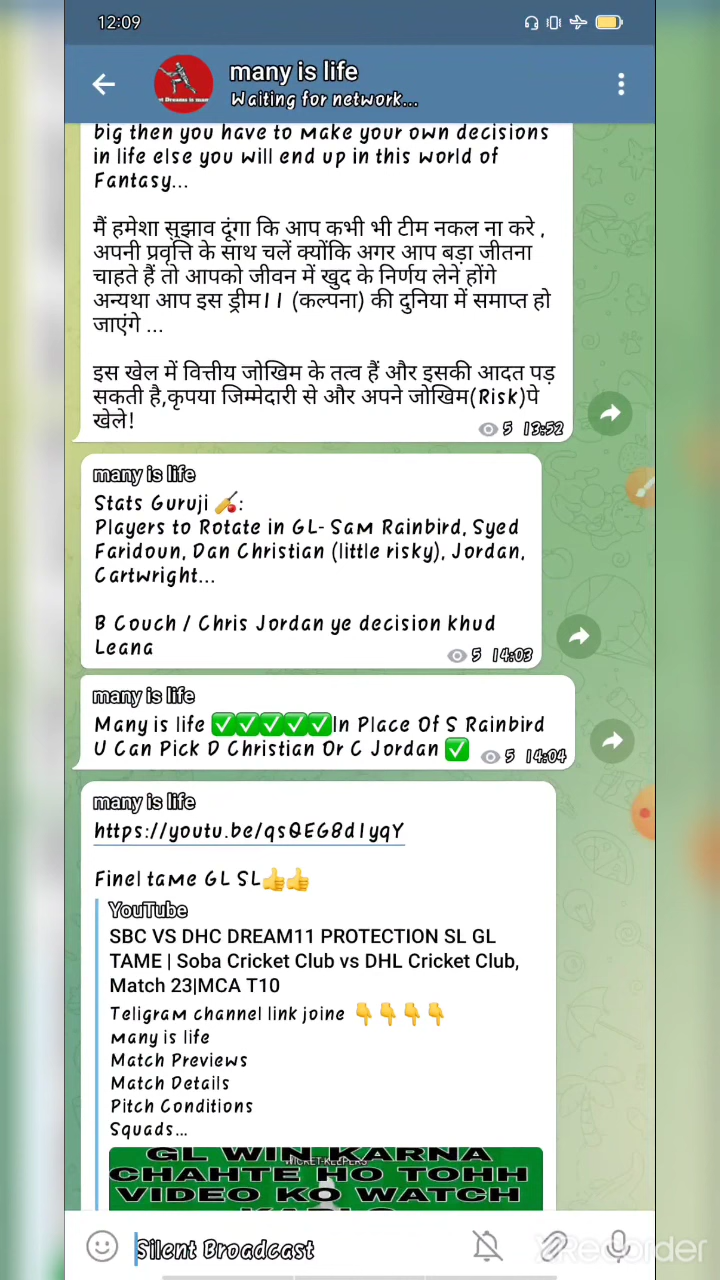 12:09
many is life
Waiting for network...
big then you have to make your own decisions
in life else you will end up in this world of
Fantasy...
मैं हमेशा सुझाव दूंगा कि आप कभी भी टीम नकल ना करे ,
अपनी प्रवृत्ति के साथ चलें क्योंकि अगर आप बड़ा जीतना
चाहते हैं तो आपको जीवन में खुद के निर्णय लेने होंगे
अन्यथा आप इस ड्रीम11 (कल्पना) की दुनिया में समाप्त हो
जाएंगे ...
इस खेल में वित्तीय जोखिम के तत्व हैं और इसकी आदत पड़
सकती है,कृपया जिम्मेदारी से और अपने जोखिम(Risk)पे
खेले!
5 13:52
many is life
Stats Guruji 🏏:
Players to Rotate in GL- Sam Rainbird, Syed
Faridoun, Dan Christian (little risky), Jordan,
Cartwright...
B Couch / Chris Jordan ye decision khud
Leana
5 14:03
many is life
Many is life ✅✅✅✅✅In Place Of S Rainbird
U Can Pick D Christian Or C Jordan ✅ 5 14:04
many is life
https://youtu.be/qsQEG8d1yqY
Finel tame GL SL👍👍
YouTube
SBC VS DHC DREAM11 PROTECTION SL GL
TAME | Soba Cricket Club vs DHL Cricket Club,
Match 23|MCA T10
Teligram channel link joine 👇👇👇👇
many is life
Match Previews
Match Details
Pitch Conditions
Squads...
GL WIN KARNA
WICKET-KEEPERS
CHAHTE HO TOHH
VIDEO KO WATCH
Silent Broadcast
XRecorder